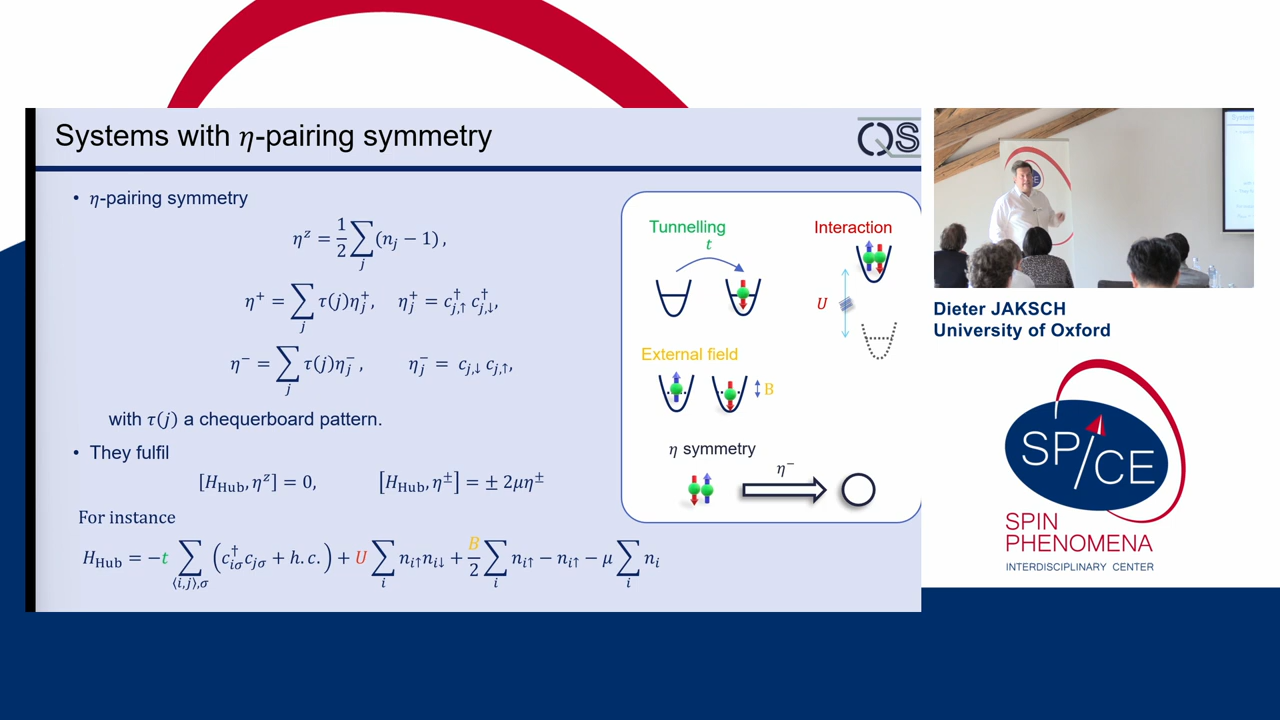 Systems with η-pairing symmetry
QS
• η-pairing symmetry
η^z = 1/2 ∑_j (n_j − 1) ,
η^+ = ∑_j τ(j)η_j^+, η_j^+ = c_{j,↑}^† c_{j,↓}^†,
η^− = ∑_j τ(j)η_j^− , η_j^− = c_{j,↓} c_{j,↑},
with τ(j) a chequerboard pattern.
• They fulfil
[H_Hub, η^z] = 0, [H_Hub, η^±] = ± 2μη^±
For instance
H_Hub = −t ∑_{⟨i,j⟩,σ} (c_{iσ}^† c_{jσ} + h.c.) + U ∑_i n_{i↑}n_{i↓} + B/2 ∑_i n_{i↑} − n_{i↑} − μ ∑_i n_i
Tunnelling
t
Interaction
U
External field
B
η symmetry
η^−
Dieter JAKSCH
University of Oxford
SP/CE
SPIN
PHENOMENA
INTERDISCIPLINARY CENTER